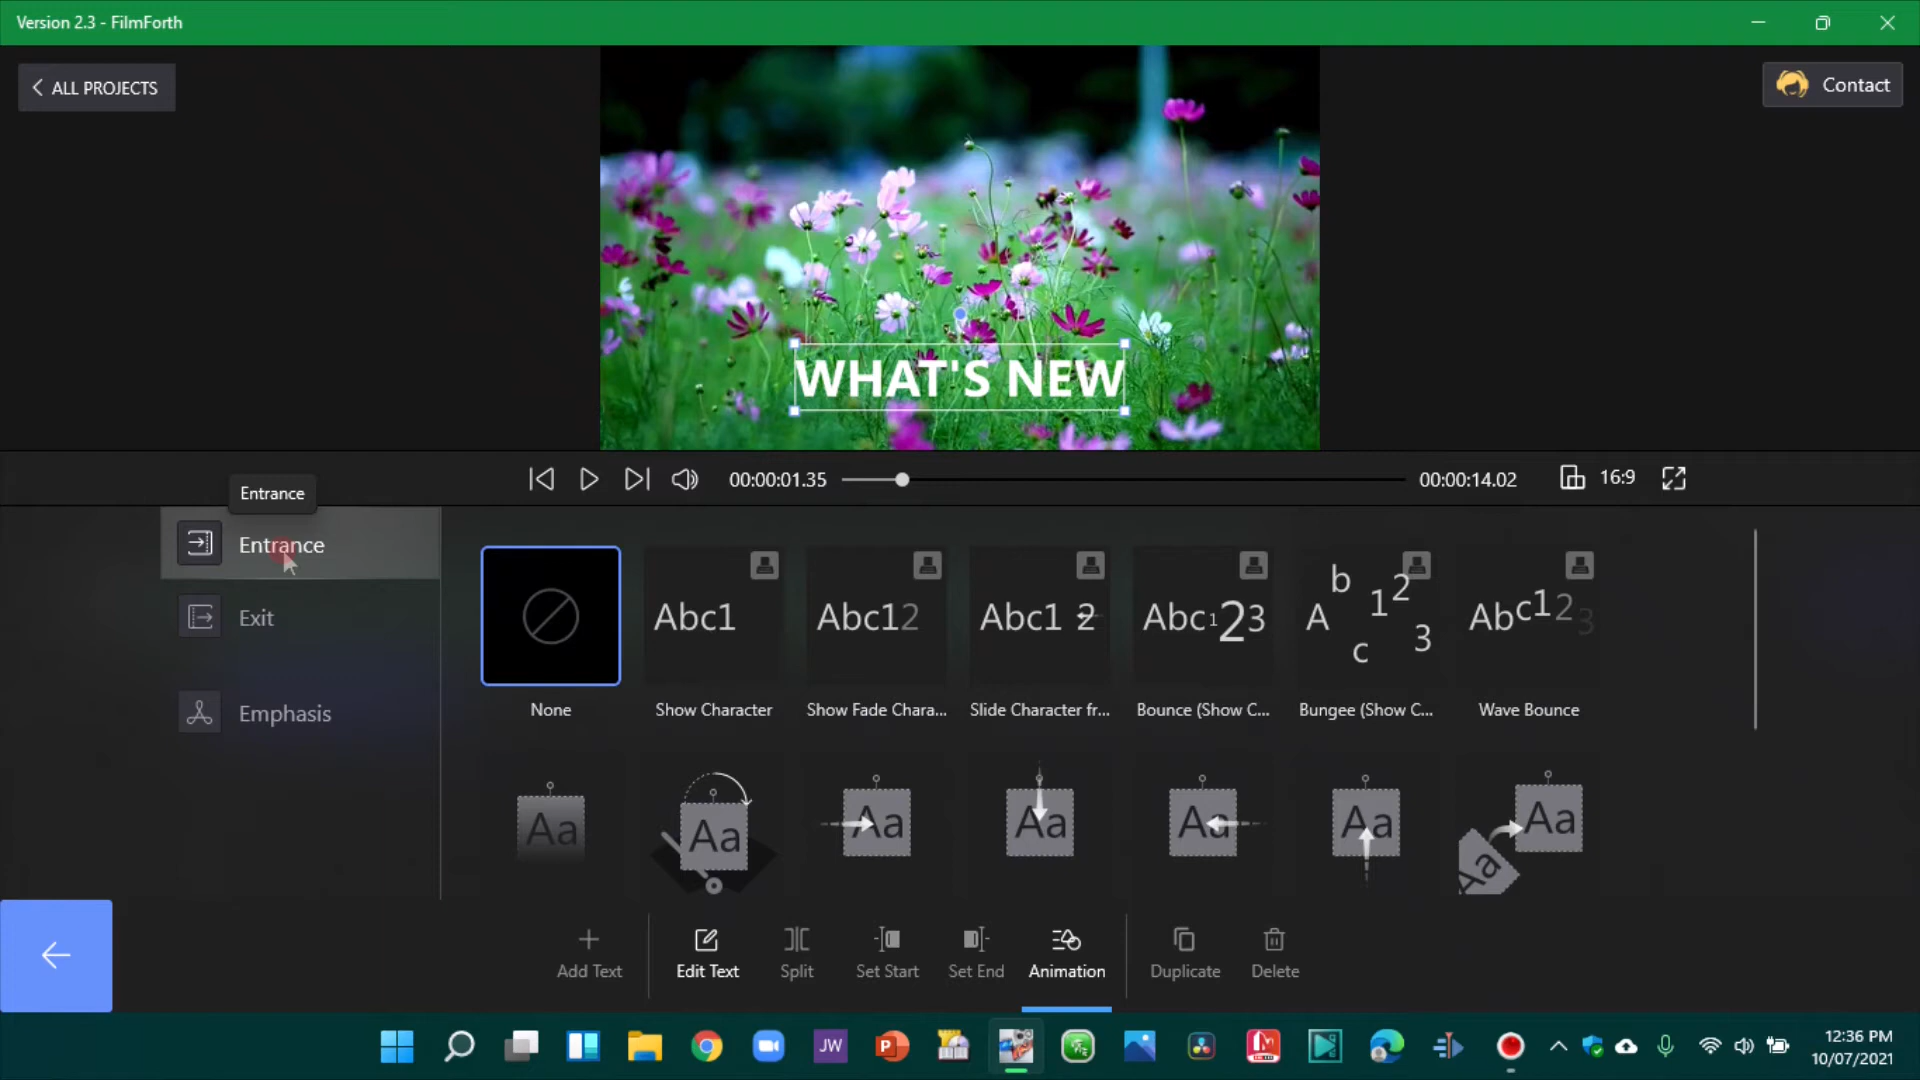 Version 2.3 - FilmForth
ALL PROJECTS
Contact
WHAT'S NEW
00:00:01.35
00:00:14.02
16:9
Entrance
Entrance
Exit
Emphasis
Abc1
Abc12
Abc1 2
Abc123
A b c 1 2 3
Abc123
None
Show Character
Show Fade Chara...
Slide Character fr...
Bounce (Show C...
Bungee (Show C...
Wave Bounce
Aa
Aa
Aa
Aa
Aa
Aa
Aa
Aa
Add Text
Edit Text
Split
Set Start
Set End
Animation
Duplicate
Delete
JW
P
12:36 PM
10/07/2021